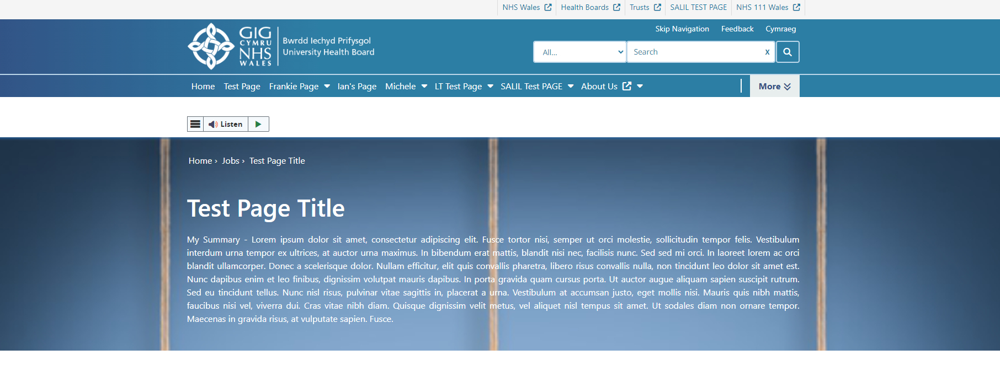 NHS Wales
Health Boards
Trusts
SALIL TEST PAGE
NHS 111 Wales
GIG
CYMRU
NHS
WALES
Bwrdd Iechyd Prifysgol
University Health Board
Skip Navigation
Feedback
Cymraeg
All...
Search
x
Home
Test Page
Frankie Page
Ian's Page
Michele
LT Test Page
SALIL Test PAGE
About Us
More
Listen
Home › Jobs › Test Page Title
Test Page Title
My Summary - Lorem ipsum dolor sit amet, consectetur adipiscing elit. Fusce tortor nisi, semper ut orci molestie, sollicitudin tempor felis. Vestibulum
interdum urna tempor ex ultrices, at auctor urna maximus. In bibendum erat mattis, blandit nisi nec, facilisis nunc. Sed sed mi orci. In laoreet lorem ac orci
blandit ullamcorper. Donec a scelerisque dolor. Nullam efficitur, elit quis convallis pharetra, libero risus convallis nulla, non tincidunt leo dolor sit amet est.
Nunc dapibus enim et leo finibus, dignissim volutpat mauris dapibus. In porta gravida quam cursus porta. Ut auctor augue aliquam sapien suscipit rutrum.
Sed eu tincidunt tellus. Nunc nisl risus, pulvinar vitae sagittis in, placerat a urna. Vestibulum at accumsan justo, eget mollis nisi. Mauris quis nibh mattis,
faucibus nisi vel, viverra dui. Cras vitae nibh diam. Quisque dignissim velit metus, vel aliquet nisl tempus sit amet. Ut sodales diam non ornare tempor.
Maecenas in gravida risus, at vulputate sapien. Fusce.